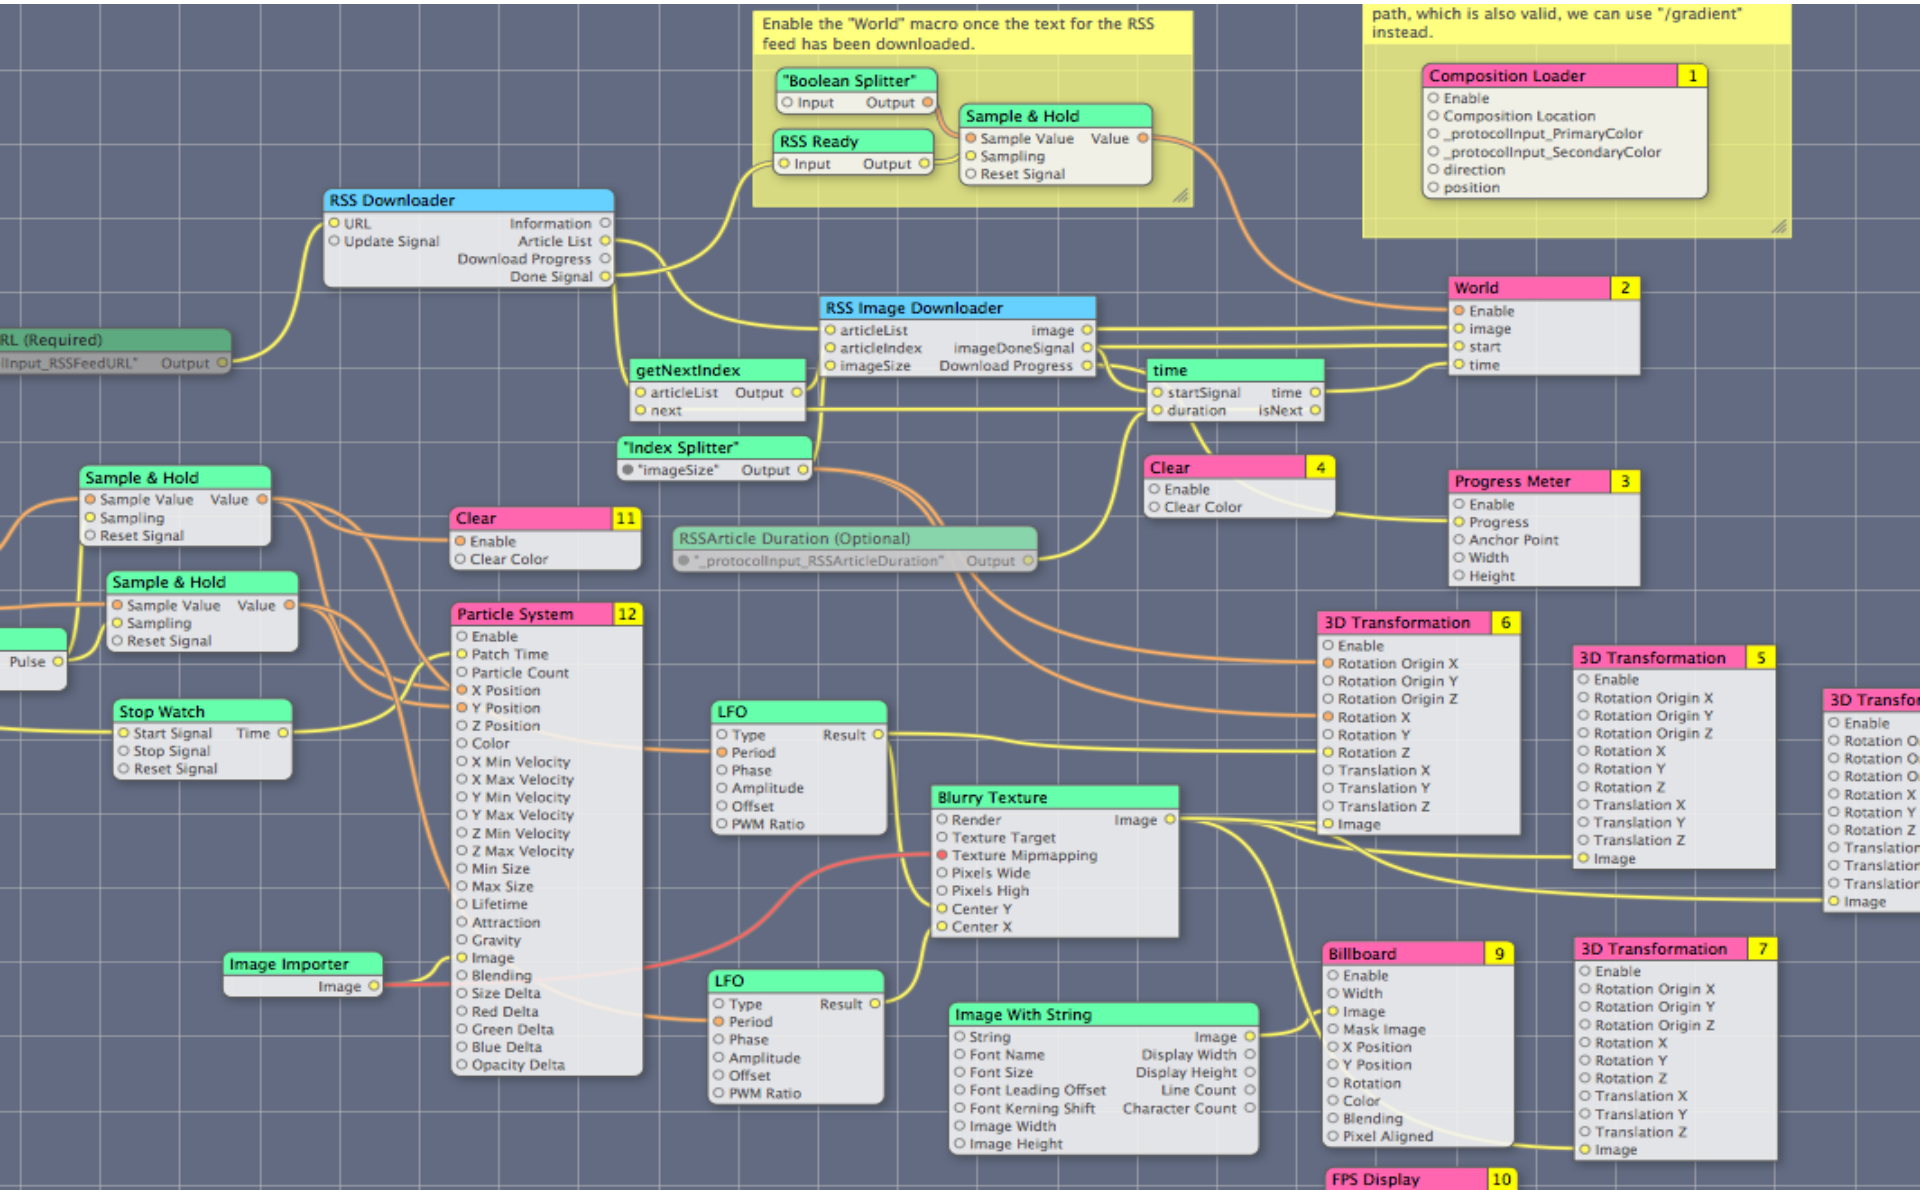 Enable the "World" macro once the text for the RSS
feed has been downloaded.
"Boolean Splitter"
Input Output
RSS Ready
Input Output
Sample & Hold
Sample Value Value
Sampling
Reset Signal
path, which is also valid, we can use "/gradient"
instead.
Composition Loader 1
Enable
Composition Location
_protocolInput_PrimaryColor
_protocolInput_SecondaryColor
direction
position
RSS Downloader
URL Information
Update Signal Article List
Download Progress
Done Signal
RL (Required)
lInput_RSSFeedURL" Output
RSS Image Downloader
articleList image
articleIndex imageDoneSignal
imageSize Download Progress
World 2
Enable
image
start
time
getNextIndex
articleList Output
next
time
startSignal time
duration isNext
"Index Splitter"
"imageSize" Output
Clear 4
Enable
Clear Color
Progress Meter 3
Enable
Progress
Anchor Point
Width
Height
RSSArticle Duration (Optional)
"_protocolInput_RSSArticleDuration" Output
Sample & Hold
Sample Value Value
Sampling
Reset Signal
Clear 11
Enable
Clear Color
Sample & Hold
Sample Value Value
Sampling
Reset Signal
Pulse
Stop Watch
Start Signal Time
Stop Signal
Reset Signal
Particle System 12
Enable
Patch Time
Particle Count
X Position
Y Position
Z Position
Color
X Min Velocity
X Max Velocity
Y Min Velocity
Y Max Velocity
Z Min Velocity
Z Max Velocity
Min Size
Max Size
Lifetime
Attraction
Gravity
Image
Blending
Size Delta
Red Delta
Green Delta
Blue Delta
Opacity Delta
Image Importer
Image
LFO
Type Result
Period
Phase
Amplitude
Offset
PWM Ratio
Blurry Texture
Render Image
Texture Target
Texture Mipmapping
Pixels Wide
Pixels High
Center Y
Center X
LFO
Type Result
Period
Phase
Amplitude
Offset
PWM Ratio
Image With String
String Image
Font Name Display Width
Font Size Display Height
Font Leading Offset Line Count
Font Kerning Shift Character Count
Image Width
Image Height
3D Transformation 6
Enable
Rotation Origin X
Rotation Origin Y
Rotation Origin Z
Rotation X
Rotation Y
Rotation Z
Translation X
Translation Y
Translation Z
Image
3D Transformation 5
Enable
Rotation Origin X
Rotation Origin Y
Rotation Origin Z
Rotation X
Rotation Y
Rotation Z
Translation X
Translation Y
Translation Z
Image
3D Transfor
Enable
Rotation O
Rotation O
Rotation O
Rotation X
Rotation Y
Rotation Z
Translation
Translation
Translation
Image
Billboard 9
Enable
Width
Image
Mask Image
X Position
Y Position
Rotation
Color
Blending
Pixel Aligned
3D Transformation 7
Enable
Rotation Origin X
Rotation Origin Y
Rotation Origin Z
Rotation X
Rotation Y
Rotation Z
Translation X
Translation Y
Translation Z
Image
FPS Display 10